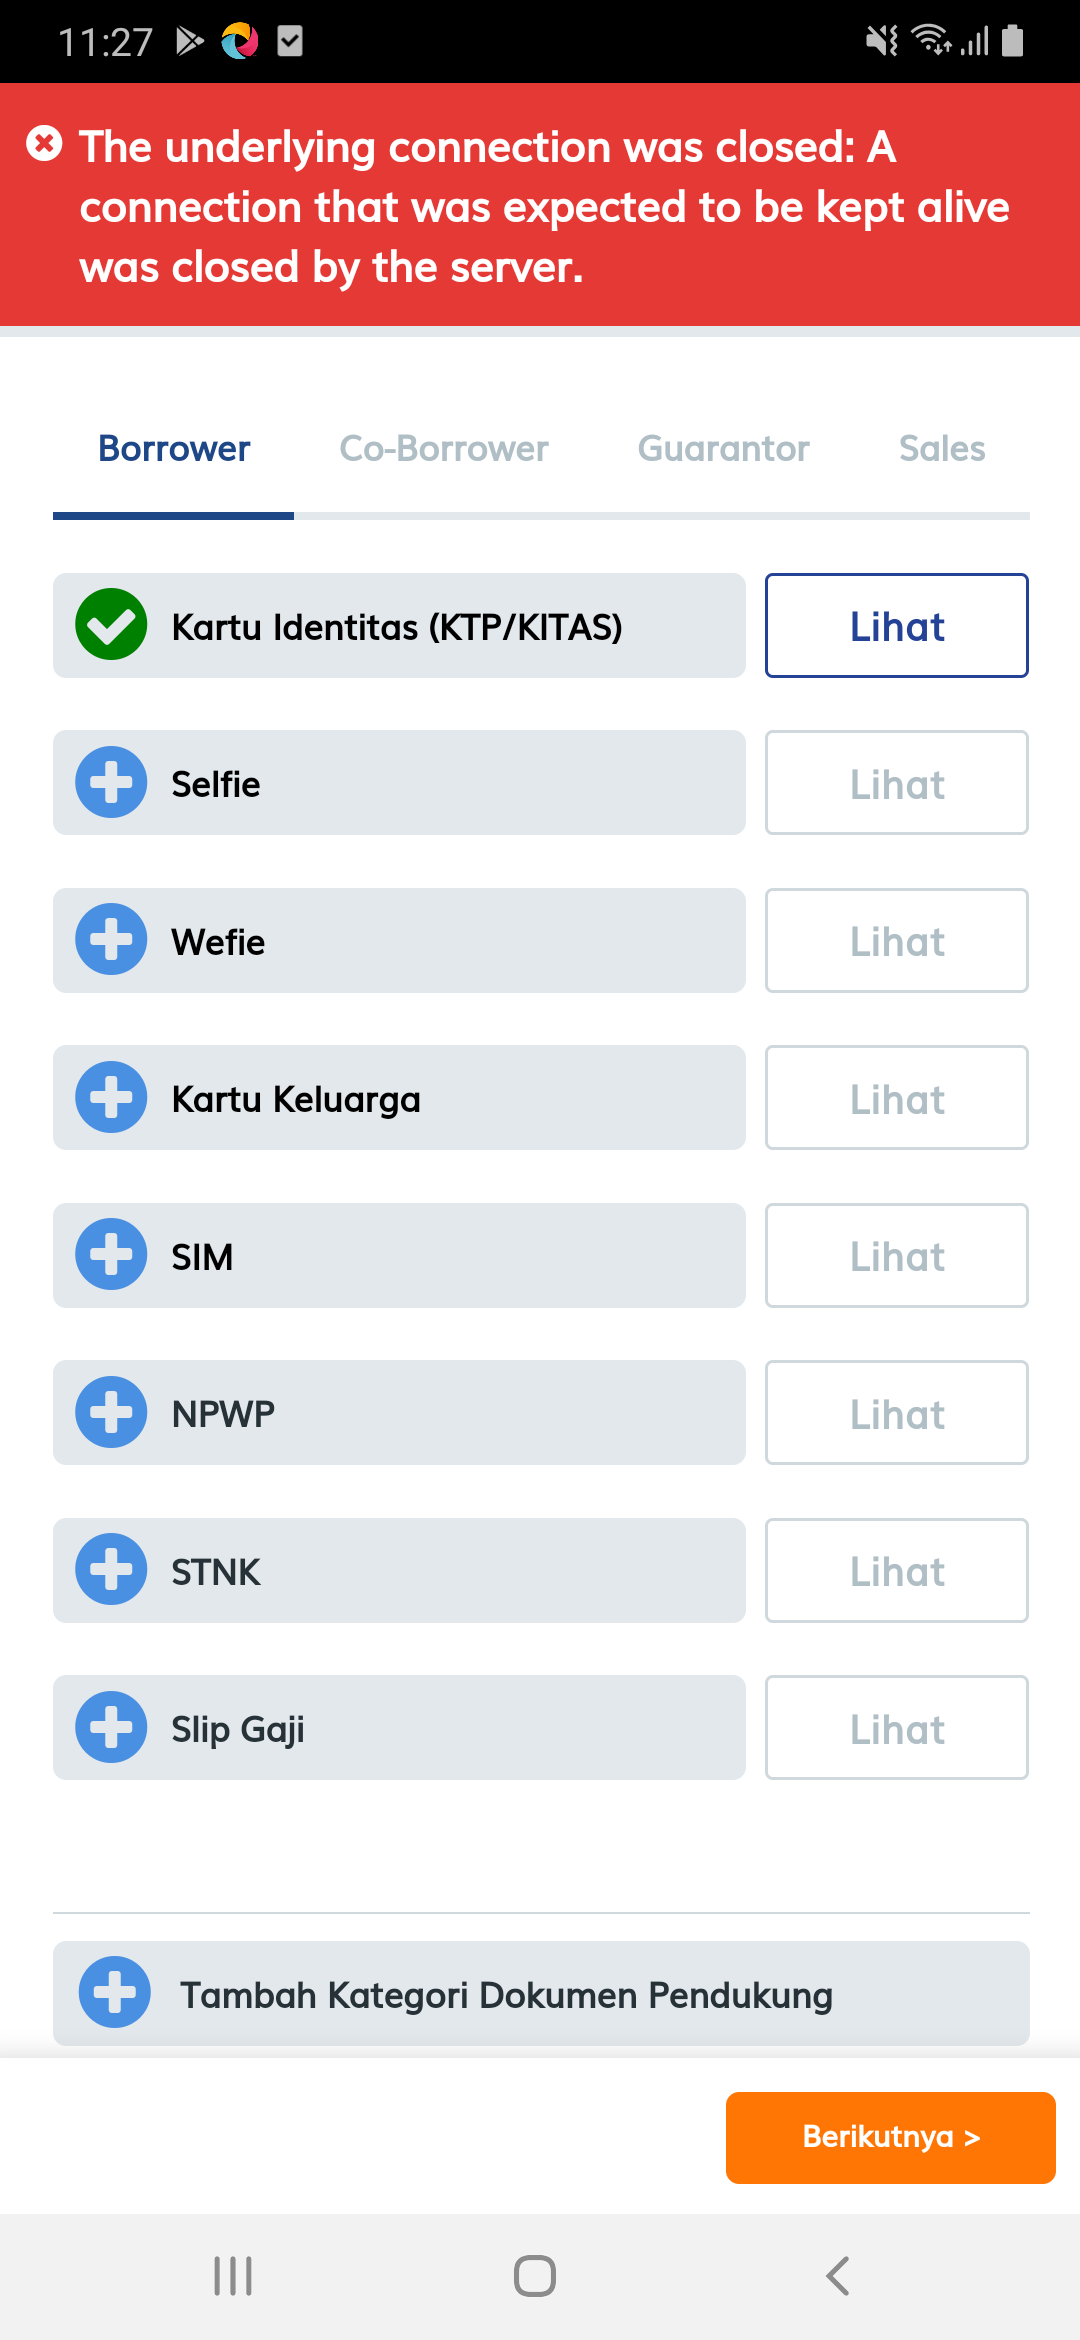 11:27
The underlying connection was closed: A
connection that was expected to be kept alive
was closed by the server.
Borrower Co-Borrower Guarantor Sales
Kartu Identitas (KTP/KITAS) Lihat
Selfie Lihat
Wefie Lihat
Kartu Keluarga Lihat
SIM Lihat
NPWP Lihat
STNK Lihat
Slip Gaji Lihat
Tambah Kategori Dokumen Pendukung
Berikutnya >